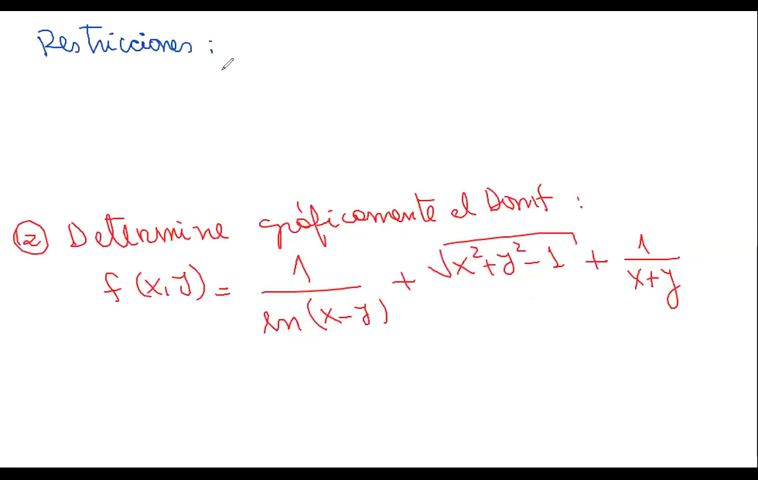 Restricciones :
② Determine gráficamente el Domf :
f(x,y) = 1/ln(x-y) + √(x²+y²-1) + 1/(x+y)